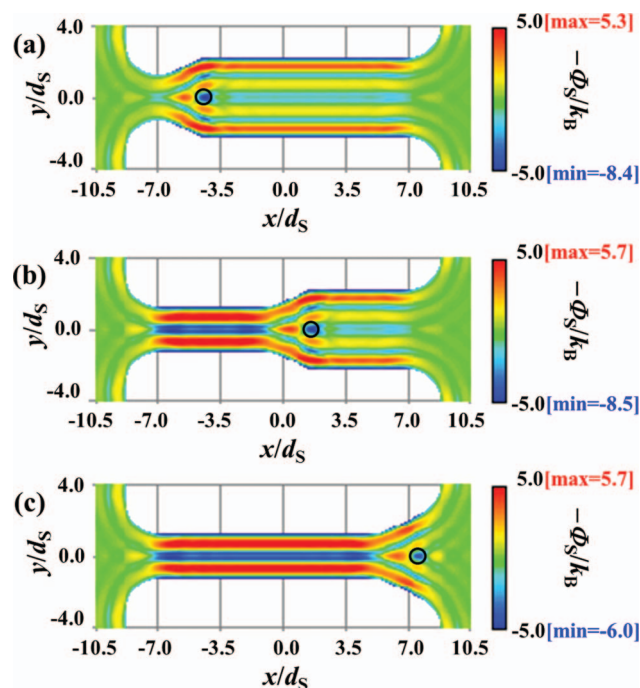 (a)
4.0
0.0
-4.0
y/dS
-10.5 -7.0 -3.5 0.0 3.5 7.0 10.5
x/dS
5.0[max=5.3]
-5.0[min=-8.4]
−ΦS/kB
(b)
4.0
0.0
-4.0
y/dS
-10.5 -7.0 -3.5 0.0 3.5 7.0 10.5
x/dS
5.0[max=5.7]
-5.0[min=-8.5]
−ΦS/kB
(c)
4.0
0.0
-4.0
y/dS
-10.5 -7.0 -3.5 0.0 3.5 7.0 10.5
x/dS
5.0[max=5.7]
-5.0[min=-6.0]
−ΦS/kB